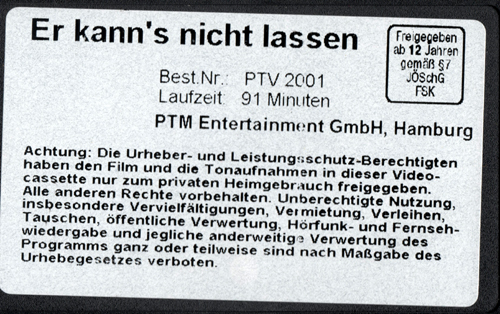 Er kann's nicht lassen
Freigegeben
ab 12 Jahren
gemäß §7
JÖSchG
FSK
Best.Nr.: PTV 2001
Laufzeit: 91 Minuten
PTM Entertainment GmbH, Hamburg
Achtung: Die Urheber- und Leistungsschutz-Berechtigten
haben den Film und die Tonaufnahmen in dieser Video-
cassette nur zum privaten Heimgebrauch freigegeben.
Alle anderen Rechte vorbehalten. Unberechtigte Nutzung,
insbesondere Vervielfältigungen, Vermietung, Verleihen,
Tauschen, öffentliche Verwertung, Hörfunk- und Fernseh-
wiedergabe und jegliche anderweitige Verwertung des
Programms ganz oder teilweise sind nach Maßgabe des
Urhebegesetzes verboten.